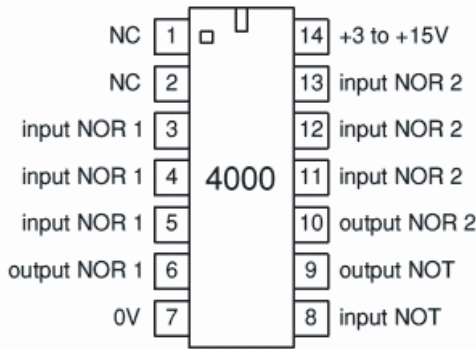 NC 1 14 +3 to +15V
NC 2 13 input NOR 2
input NOR 1 3 12 input NOR 2
input NOR 1 4 4000 11 input NOR 2
input NOR 1 5 10 output NOR 2
output NOR 1 6 9 output NOT
0V 7 8 input NOT